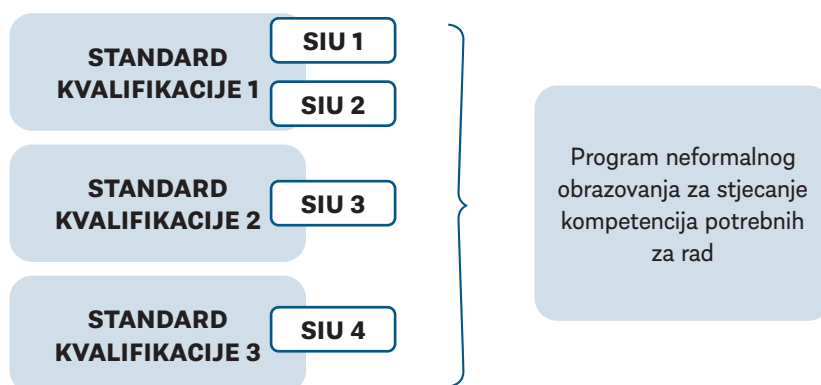 STANDARD
KVALIFIKACIJE 1
SIU 1
SIU 2
STANDARD
KVALIFIKACIJE 2
SIU 3
STANDARD
KVALIFIKACIJE 3
SIU 4
Program neformalnog
obrazovanja za stjecanje
kompetencija potrebnih
za rad